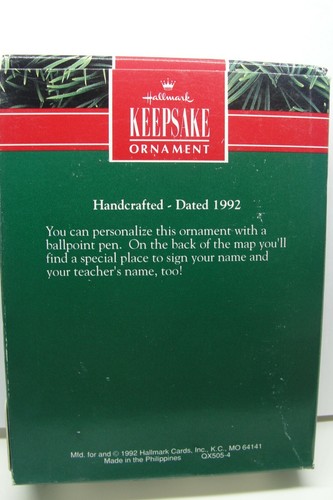 Hallmark
KEEPSAKE
ORNAMENT
Handcrafted - Dated 1992
You can personalize this ornament with a
ballpoint pen. On the back of the map you'll
find a special place to sign your name and
your teacher's name, too!
Mfd. for and © 1992 Hallmark Cards, Inc., K.C., MO 64141
Made in the Philippines QX505-4